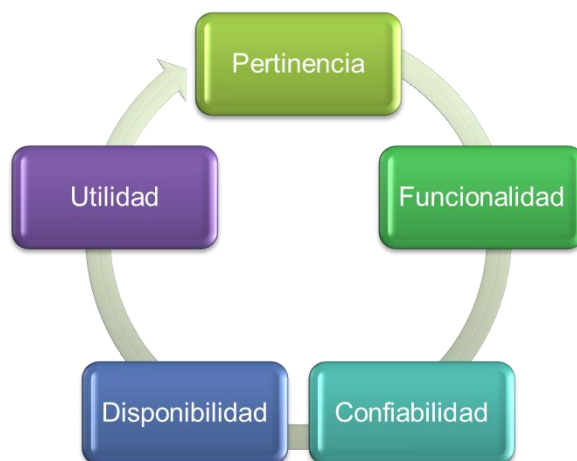 Pertinencia
Funcionalidad
Confiabilidad
Disponibilidad
Utilidad